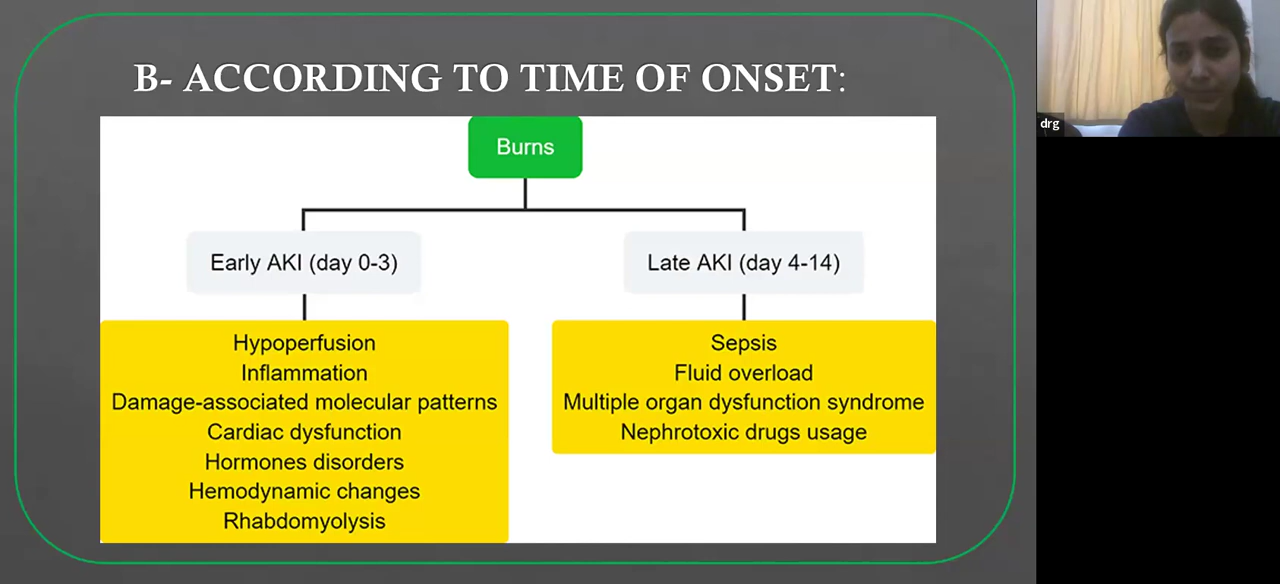 B- ACCORDING TO TIME OF ONSET:
Burns
Early AKI (day 0-3)
Hypoperfusion
Inflammation
Damage-associated molecular patterns
Cardiac dysfunction
Hormones disorders
Hemodynamic changes
Rhabdomyolysis
Late AKI (day 4-14)
Sepsis
Fluid overload
Multiple organ dysfunction syndrome
Nephrotoxic drugs usage
drg